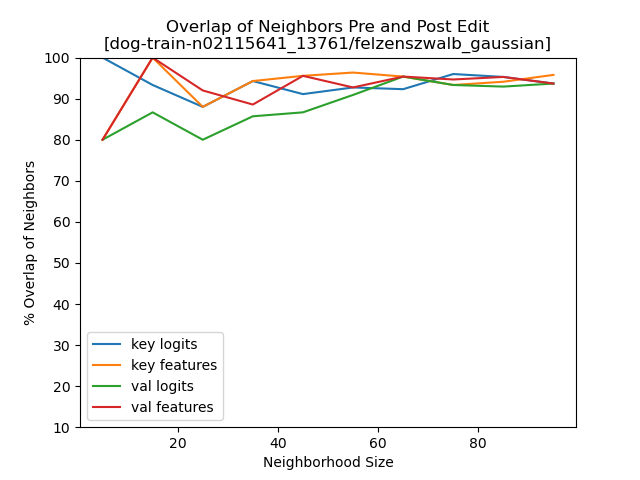 Overlap of Neighbors Pre and Post Edit
[dog-train-n02115641_13761/felzenszwalb_gaussian]
100
90
80
70
60
50
40
30
20
10
% Overlap of Neighbors
key logits
key features
val logits
val features
20 40 60 80
Neighborhood Size